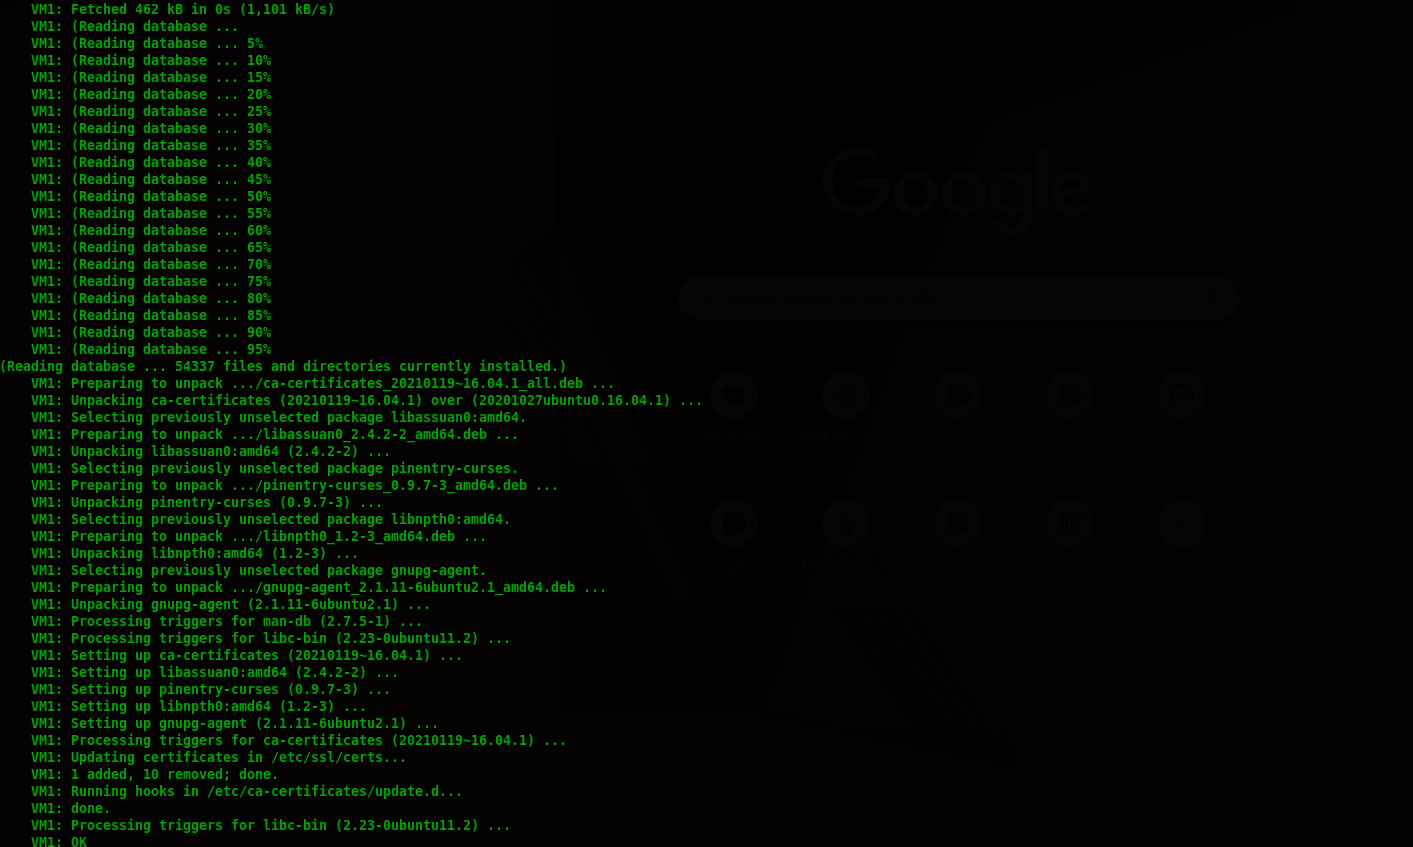 VM1: Fetched 462 kB in 0s (1,101 kB/s)
VM1: (Reading database ...
VM1: (Reading database ... 5%
VM1: (Reading database ... 10%
VM1: (Reading database ... 15%
VM1: (Reading database ... 20%
VM1: (Reading database ... 25%
VM1: (Reading database ... 30%
VM1: (Reading database ... 35%
VM1: (Reading database ... 40%
VM1: (Reading database ... 45%
VM1: (Reading database ... 50%
VM1: (Reading database ... 55%
VM1: (Reading database ... 60%
VM1: (Reading database ... 65%
VM1: (Reading database ... 70%
VM1: (Reading database ... 75%
VM1: (Reading database ... 80%
VM1: (Reading database ... 85%
VM1: (Reading database ... 90%
VM1: (Reading database ... 95%
(Reading database ... 54337 files and directories currently installed.)
VM1: Preparing to unpack .../ca-certificates_20210119~16.04.1_all.deb ...
VM1: Unpacking ca-certificates (20210119~16.04.1) over (20201027ubuntu0.16.04.1) ...
VM1: Selecting previously unselected package libassuan0:amd64.
VM1: Preparing to unpack .../libassuan0_2.4.2-2_amd64.deb ...
VM1: Unpacking libassuan0:amd64 (2.4.2-2) ...
VM1: Selecting previously unselected package pinentry-curses.
VM1: Preparing to unpack .../pinentry-curses_0.9.7-3_amd64.deb ...
VM1: Unpacking pinentry-curses (0.9.7-3) ...
VM1: Selecting previously unselected package libnpth0:amd64.
VM1: Preparing to unpack .../libnpth0_1.2-3_amd64.deb ...
VM1: Unpacking libnpth0:amd64 (1.2-3) ...
VM1: Selecting previously unselected package gnupg-agent.
VM1: Preparing to unpack .../gnupg-agent_2.1.11-6ubuntu2.1_amd64.deb ...
VM1: Unpacking gnupg-agent (2.1.11-6ubuntu2.1) ...
VM1: Processing triggers for man-db (2.7.5-1) ...
VM1: Processing triggers for libc-bin (2.23-0ubuntu11.2) ...
VM1: Setting up ca-certificates (20210119~16.04.1) ...
VM1: Setting up libassuan0:amd64 (2.4.2-2) ...
VM1: Setting up pinentry-curses (0.9.7-3) ...
VM1: Setting up libnpth0:amd64 (1.2-3) ...
VM1: Setting up gnupg-agent (2.1.11-6ubuntu2.1) ...
VM1: Processing triggers for ca-certificates (20210119~16.04.1) ...
VM1: Updating certificates in /etc/ssl/certs...
VM1: 1 added, 10 removed; done.
VM1: Running hooks in /etc/ca-certificates/update.d...
VM1: done.
VM1: Processing triggers for libc-bin (2.23-0ubuntu11.2) ...
VM1: OK
Google
Search Google or type a URL
YouTube